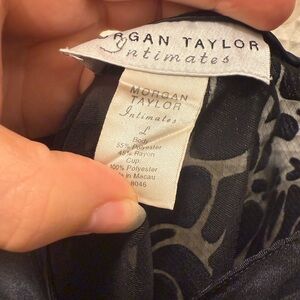 RGAN TAYLOR
Intimates
MORGAN
TAYLOR
Intimates
L
Body
55% Polyester
45% Rayon
Cup
100% Polyester
in Macau
8046